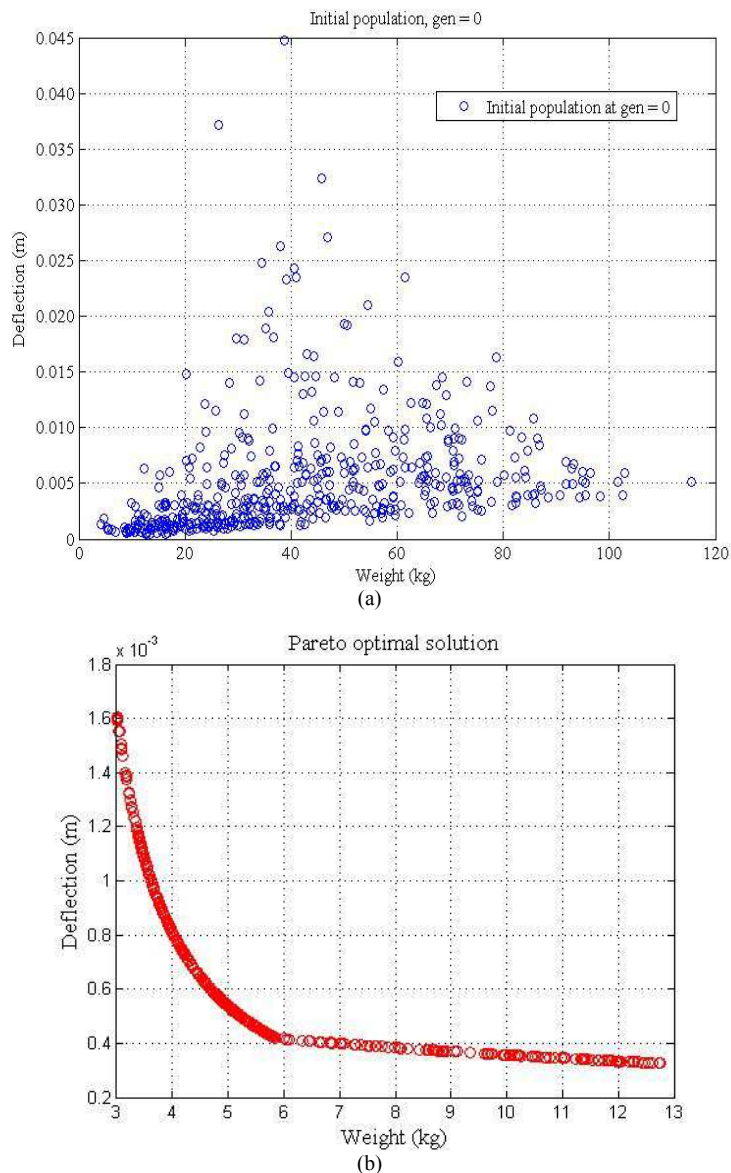 Initial population, gen = 0
0.045
0.04
0.035
0.03
0.025
0.020
0.015
0.010
0.005
0
Initial population at gen = 0
Deflection (m)
0 20 40 60 80 100 120
Weight (kg)
(a)
Pareto optimal solution
x 10-3
1.8
1.6
1.4
1.2
1
0.8
0.6
0.4
0.2
Deflection (m)
3 4 5 6 7 8 9 10 11 12 13
Weight (kg)
(b)